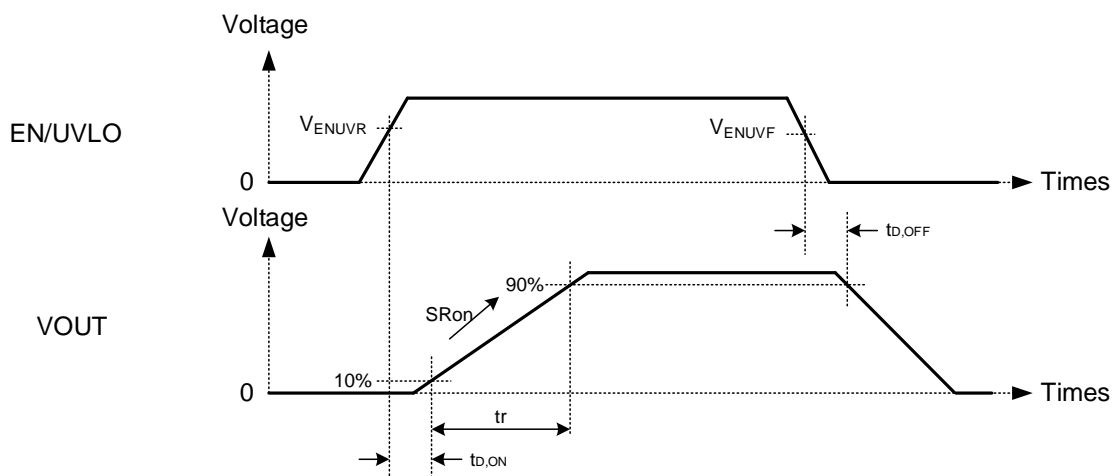 Voltage
EN/UVLO
VENUVR
VENUVF
0
Times
Voltage
tD,OFF
90%
SRon
VOUT
10%
0
Times
tr
tD,ON